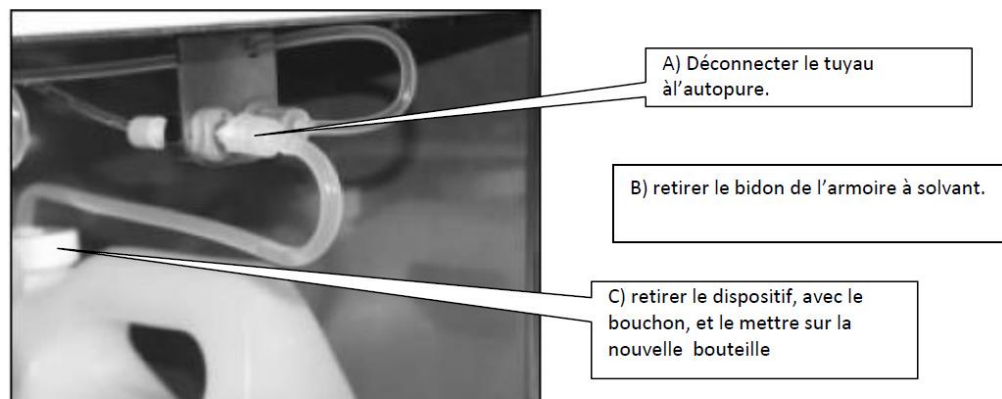 A) Déconnecter le tuyau
àl’autopure.
B) retirer le bidon de l’armoire à solvant.
C) retirer le dispositif, avec le
bouchon, et le mettre sur la
nouvelle bouteille